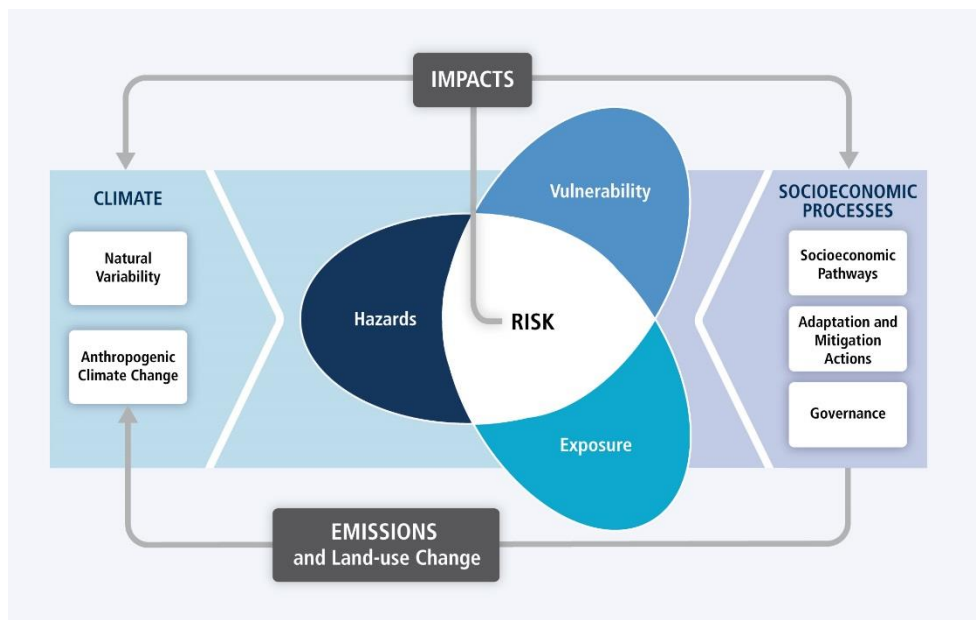 IMPACTS
CLIMATE
Natural
Variability
Anthropogenic
Climate Change
Vulnerability
Hazards
RISK
Exposure
SOCIOECONOMIC
PROCESSES
Socioeconomic
Pathways
Adaptation and
Mitigation
Actions
Governance
EMISSIONS
and Land-use Change